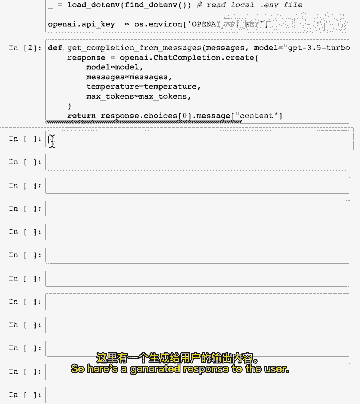 _ = load_dotenv(find_dotenv()) # read local .env file
openai.api_key = os.environ['OPENAI_API_KEY']
In [2]: def get_completion_from_messages(messages, model="gpt-3.5-turbo
response = openai.ChatCompletion.create(
model=model,
messages=messages,
temperature=temperature,
max_tokens=max_tokens,
)
return response.choices[0].message["content"]
In [ ]:
In [ ]:
In [ ]:
In [ ]:
In [ ]:
In [ ]:
In [ ]:
In [ ]:
In [ ]:
In [ ]:
这里有一个生成给用户的输出内容。
In [ ]:
So here's a generated response to the user.
In [ ]: